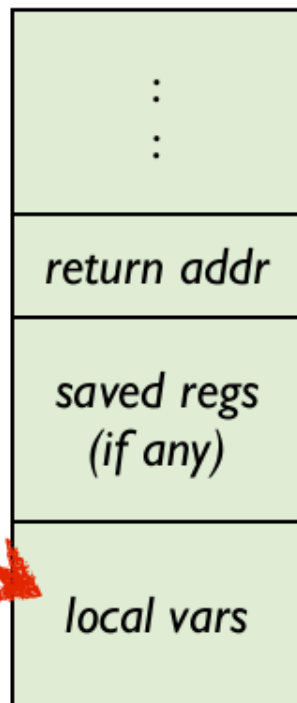 :
:
return addr
saved regs
(if any)
local vars